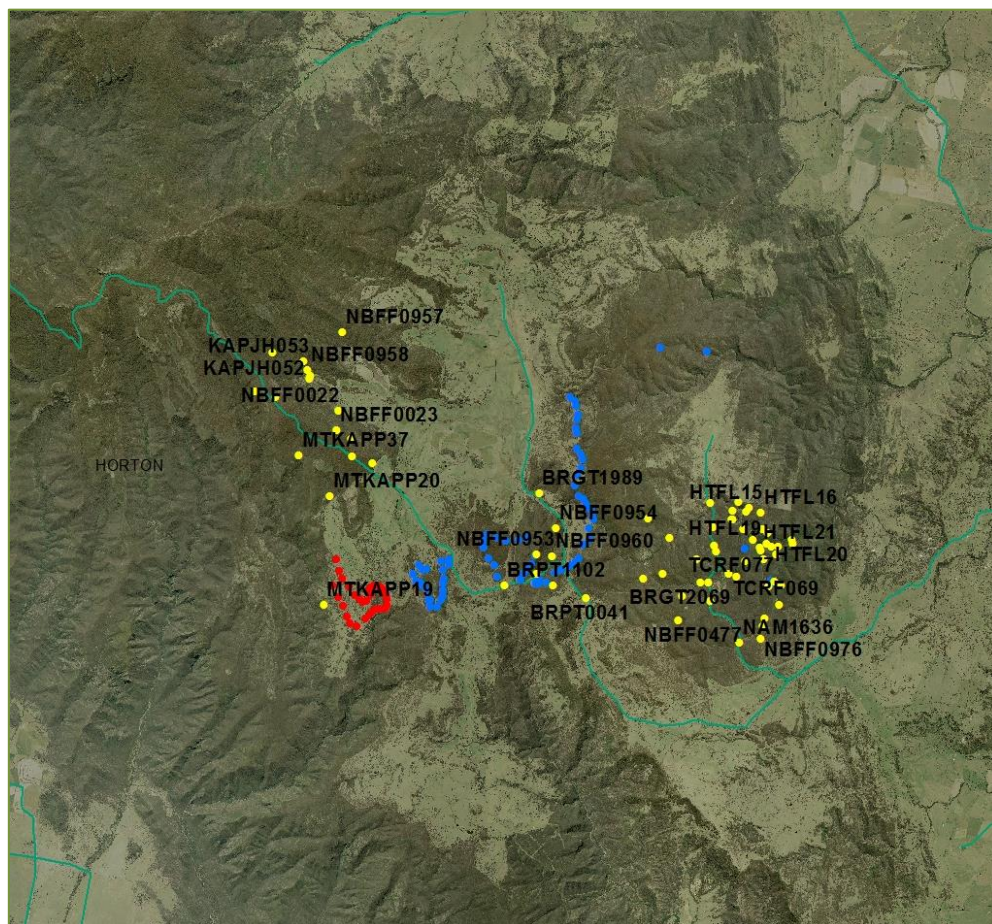 NBFF0957
KAPJH053
NBFF0958
KAPJH052
NBFF0022
NBFF0023
MTKAPP37
HORTON
MTKAPP20
BRGT1989
HTFL15
HTFL16
NBFF0954
HTFL19
HTFL21
NBFF0953
NBFF0960
HTFL20
BRPT1102
TCRF077
MTKAPP19
TCRF069
BRGT2069
BRPT0041
NBFF0477
NAM1636
NBFF0976